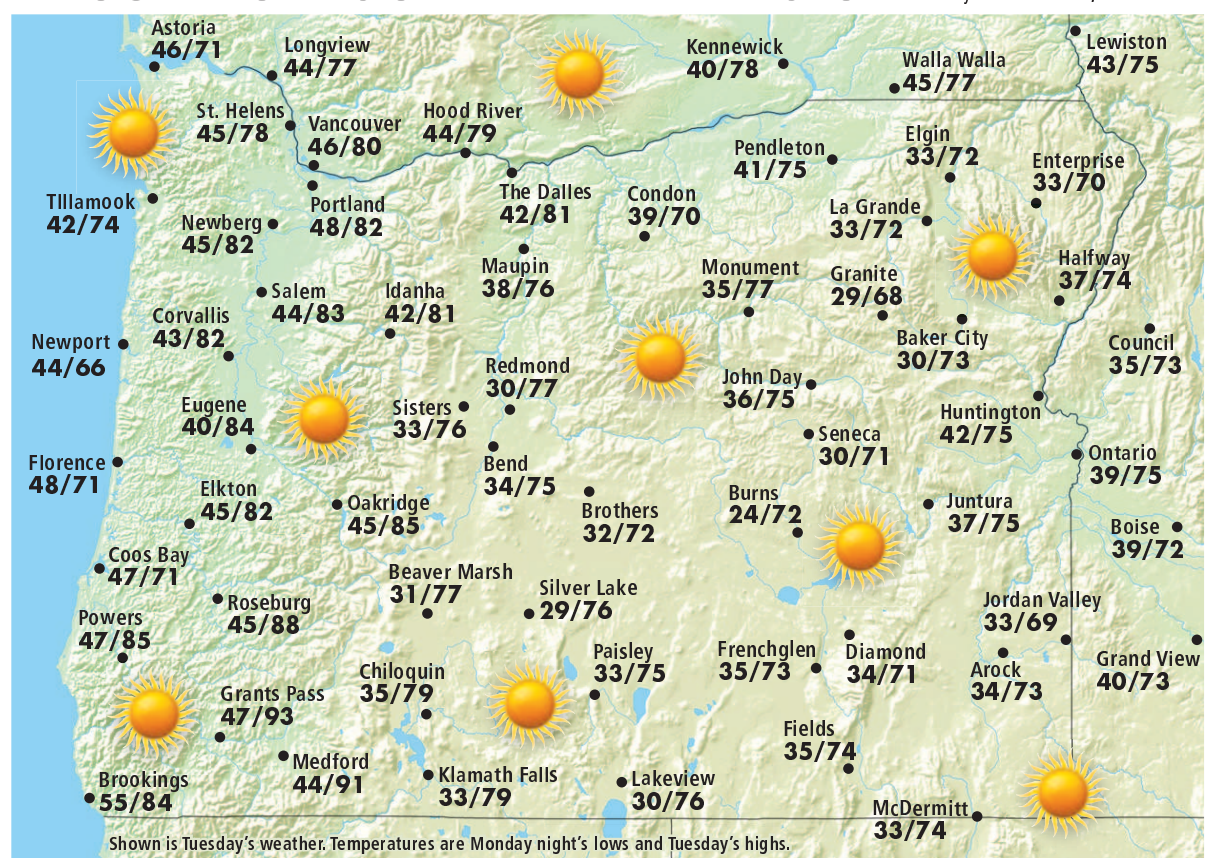 Astoria
46/71
Longview
44/77
Kennewick
40/78
Walla Walla
45/77
Lewiston
43/75
St. Helens
45/78
Vancouver
46/80
Hood River
44/79
Pendleton
41/75
Elgin
33/72
Enterprise
33/70
TIllamook
42/74
Newberg
45/82
Portland
48/82
The Dalles
42/81
Condon
39/70
La Grande
33/72
Maupin
38/76
Monument
35/77
Granite
29/68
Halfway
37/74
Salem
44/83
Idanha
42/81
Corvallis
43/82
Newport
44/66
Baker City
30/73
Council
35/73
Redmond
30/77
John Day
36/75
Eugene
40/84
Sisters
33/76
Huntington
42/75
Seneca
30/71
Florence
48/71
Bend
34/75
Ontario
39/75
Elkton
45/82
Oakridge
45/85
Brothers
32/72
Burns
24/72
Juntura
37/75
Boise
39/72
Coos Bay
47/71
Beaver Marsh
31/77
Silver Lake
29/76
Roseburg
45/88
Jordan Valley
33/69
Powers
47/85
Paisley
33/75
Frenchglen
35/73
Diamond
34/71
Arock
34/73
Grand View
40/73
Chiloquin
35/79
Grants Pass
47/93
Fields
35/74
Medford
44/91
Klamath Falls
33/79
Lakeview
30/76
Brookings
55/84
McDermitt
33/74
Shown is Tuesday's weather. Temperatures are Monday night's lows and Tuesday's highs.